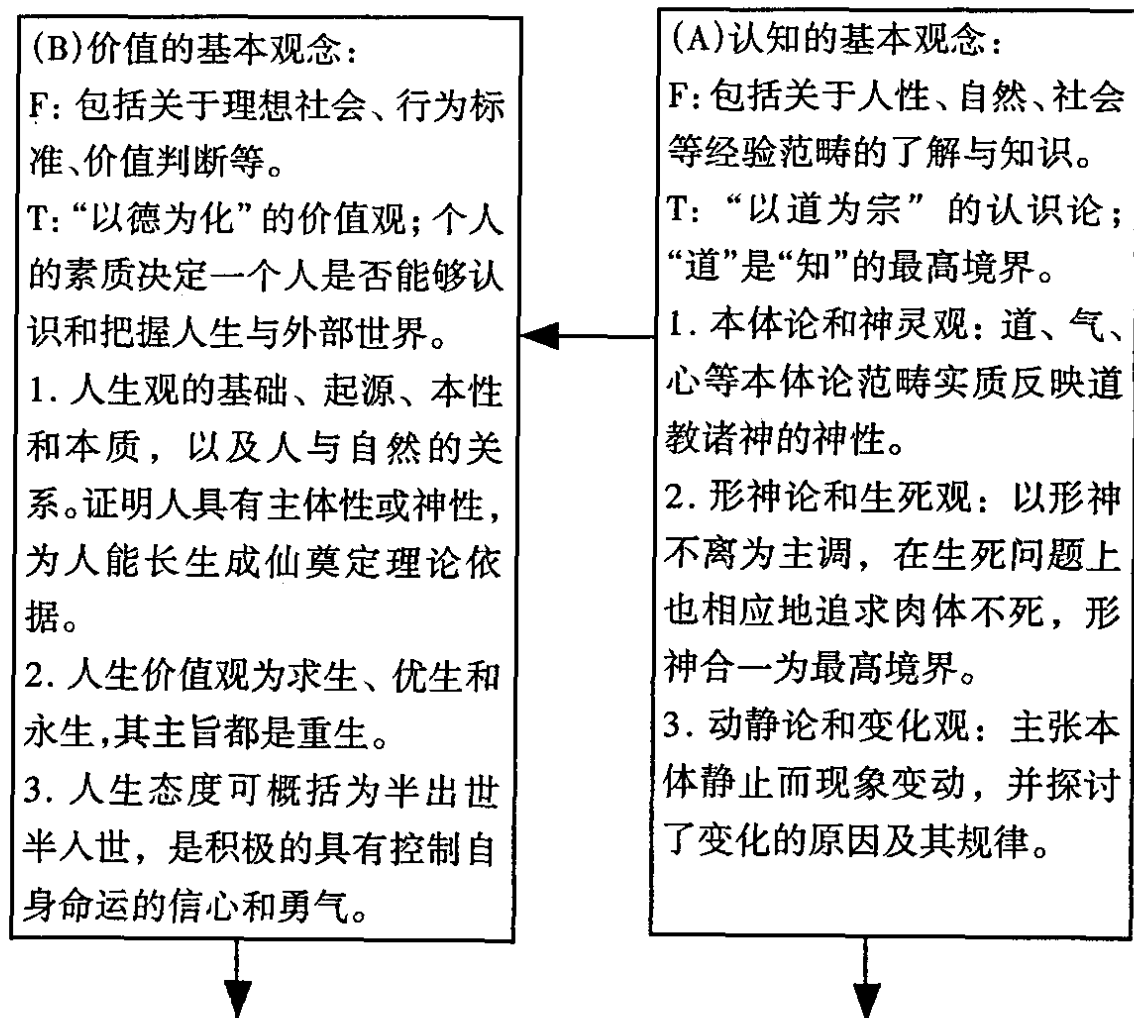 (B)价值的基本观念：
F: 包括关于理想社会、行为标
准、价值判断等。
T: “以德为化”的价值观；个人
的素质决定一个人是否能够认
识和把握人生与外部世界。
1. 人生观的基础、起源、本性
和本质，以及人与自然的关
系。证明人具有主体性或神性，
为人能长生成仙奠定理论依
据。
2. 人生价值观为求生、优生和
永生，其主旨都是重生。
3. 人生态度可概括为半出世
半人世，是积极的具有控制自
身命运的信心和勇气。
(A)认知的基本观念：
F: 包括关于人性、自然、社会
等经验范畴的了解与知识。
T: “以道为宗”的认识论；
“道”是“知”的最高境界。
1. 本体论和神灵观：道、气、
心等本体论范畴实质反映道
教诸神的神性。
2. 形神论和生死观：以形神
不离为主调，在生死问题上
也相应地追求肉体不死，形
神合一为最高境界。
3. 动静论和变化观：主张本
体静止而现象变动，并探讨
了变化的原因及其规律。